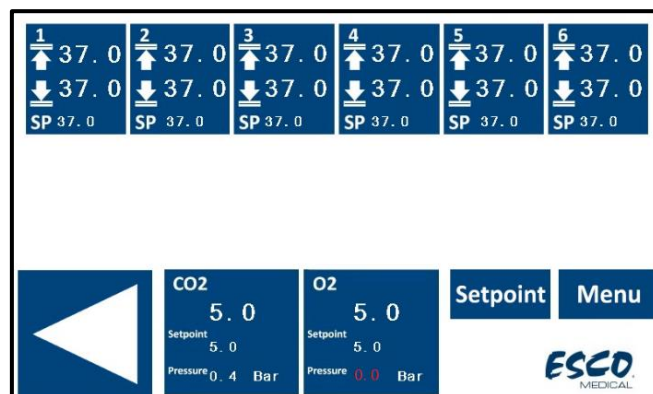 1 2 3 4 5 6
37.0 37.0 37.0 37.0 37.0 37.0
37.0 37.0 37.0 37.0 37.0 37.0
SP 37.0 SP 37.0 SP 37.0 SP 37.0 SP 37.0 SP 37.0
CO2 O2 Setpoint Menu
5.0 5.0
Setpoint Setpoint
5.0 5.0
Pressure 0.4 Bar Pressure 0.0 Bar
ESCO
MEDICAL